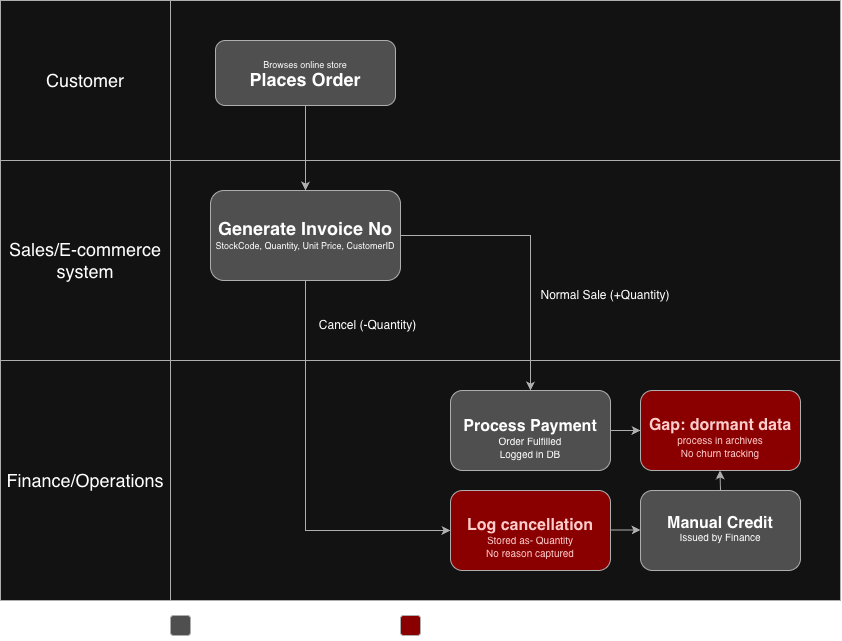 Customer
Browses online store
Places Order
Sales/E-commerce
system
Generate Invoice No
StockCode, Quantity, Unit Price, CustomerID
Normal Sale (+Quantity)
Cancel (-Quantity)
Finance/Operations
Process Payment
Order Fulfilled
Logged in DB
Gap: dormant data
process in archives
No churn tracking
Log cancellation
Stored as- Quantity
No reason captured
Manual Credit
Issued by Finance